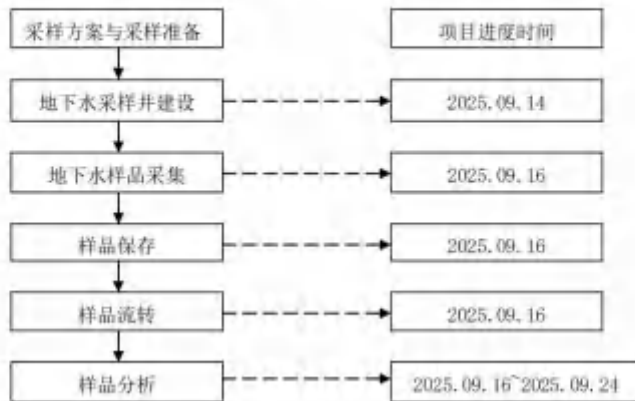 采样方案与采样准备 项目进度时间
地下水采样井建设 2025.09.14
地下水样品采集 2025.09.16
样品保存 2025.09.16
样品流转 2025.09.16
样品分析 2025.09.16~2025.09.24